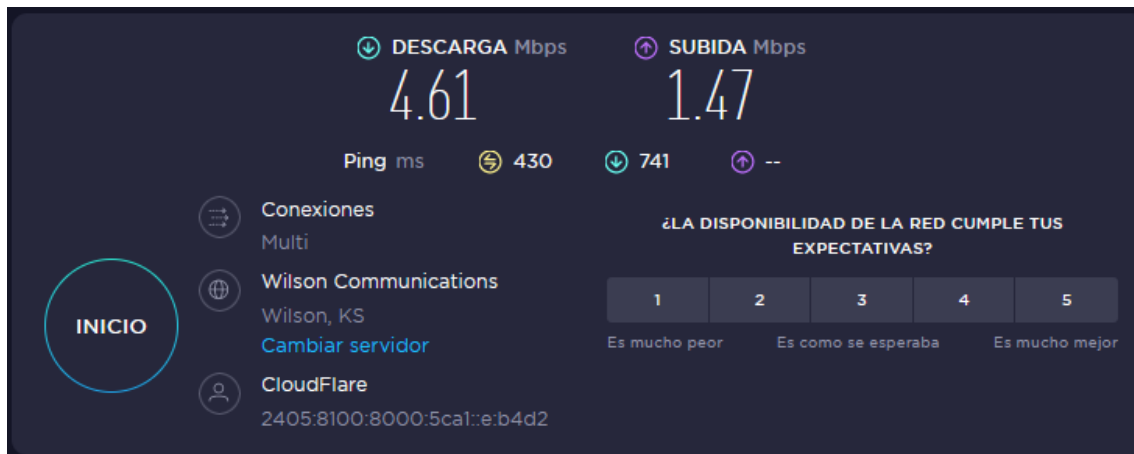 DESCARGA Mbps
4.61
SUBIDA Mbps
1.47
Ping ms 430 741 --
INICIO
Conexiones
Multi
Wilson Communications
Wilson, KS
Cambiar servidor
CloudFlare
2405:8100:8000:5ca1::e:b4d2
¿LA DISPONIBILIDAD DE LA RED CUMPLE TUS
EXPECTATIVAS?
1 2 3 4 5
Es mucho peor Es como se esperaba Es mucho mejor